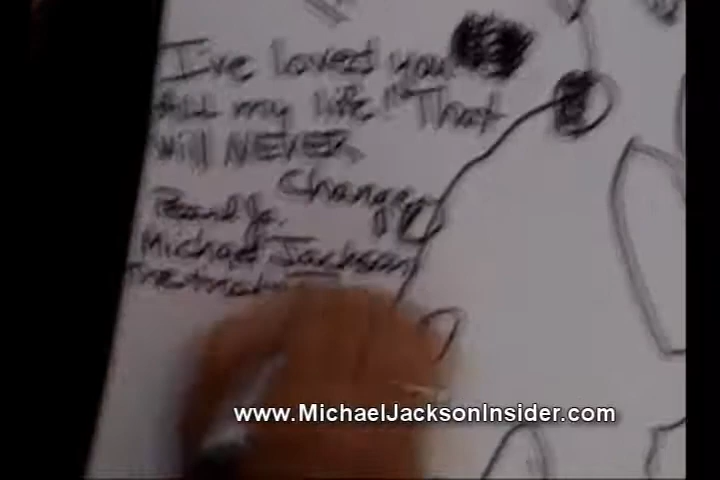 I've loved you
All my life! "That
will NEVER
Change
Michael Jackson
www.MichaelJacksonInsider.com